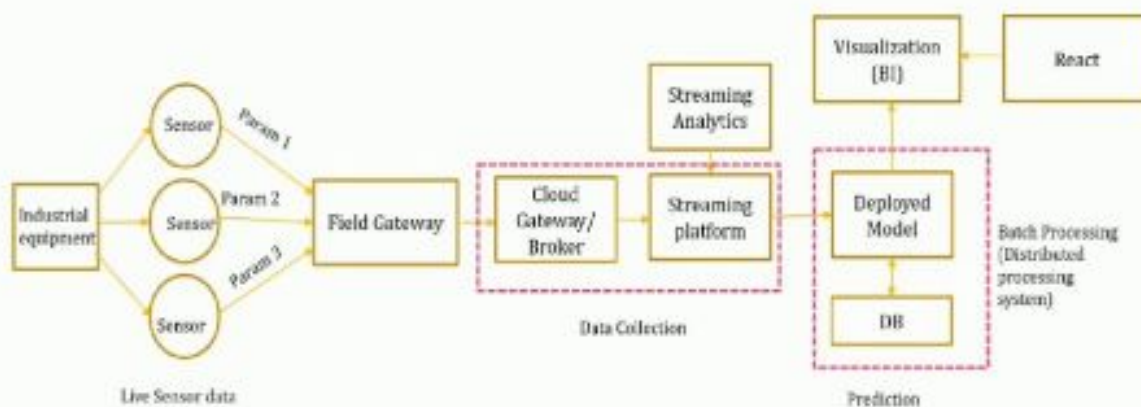 Industrial
equipment
Sensor
Sensor
Sensor
Param 1
Param 2
Param 3
Live Sensor data
Field Gateway
Cloud
Gateway/
Broker
Streaming
Analytics
Streaming
platform
Data Collection
Visualization
(BI)
React
Deployed
Model
DB
Batch Processing
(Distributed
processing
system)
Prediction